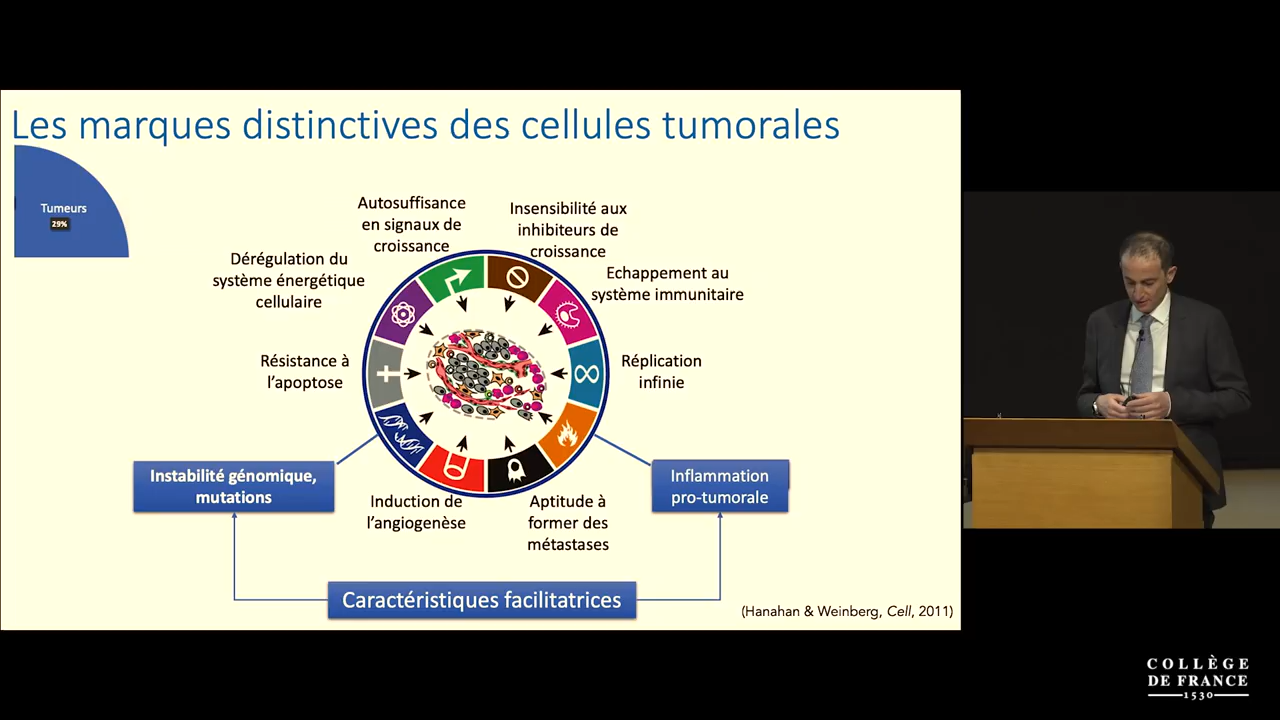 Les marques distinctives des cellules tumorales
Tumeurs
29%
Autosuffisance
en signaux de
croissance
Insensibilité aux
inhibiteurs de
croissance
Dérégulation du
système énergétique
cellulaire
Echappement au
système immunitaire
Résistance à
l'apoptose
Réplication
infinie
Instabilité génomique,
mutations
Inflammation
pro-tumorale
Induction de
l'angiogenèse
Aptitude à
former des
métastases
Caractéristiques facilitatrices
(Hanahan & Weinberg, Cell, 2011)
COLLÈGE
DE FRANCE
1530